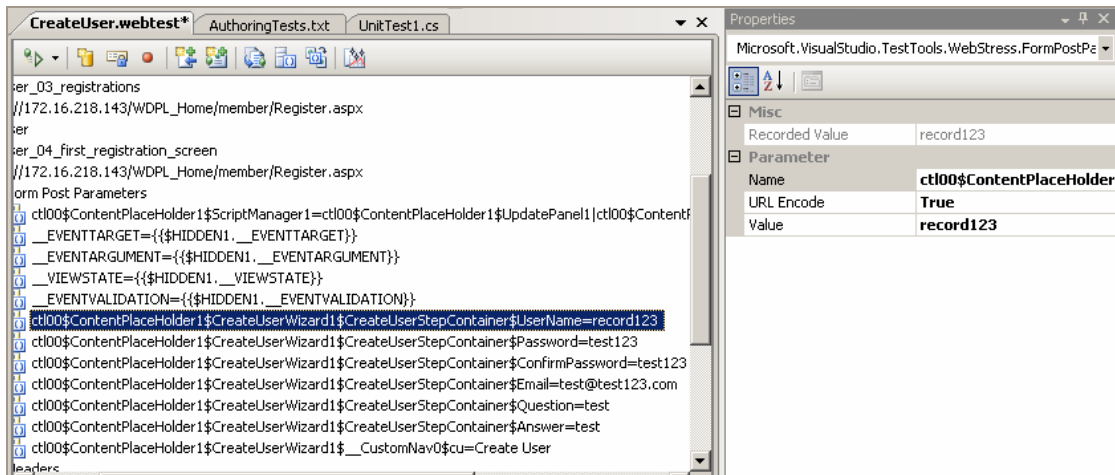 CreateUser.webtest* AuthoringTests.txt UnitTest1.cs
ser_03_registrations
//172.16.218.143/WDPL_Home/member/Register.aspx
ser
ser_04_first_registration_screen
//172.16.218.143/WDPL_Home/member/Register.aspx
orm Post Parameters
ctl00$ContentPlaceHolder1$ScriptManager1=ctl00$ContentPlaceHolder1$UpdatePanel1|ctl00$ContentF
__EVENTTARGET={{$HIDDEN1.__EVENTTARGET}}
__EVENTARGUMENT={{$HIDDEN1.__EVENTARGUMENT}}
__VIEWSTATE={{$HIDDEN1.__VIEWSTATE}}
__EVENTVALIDATION={{$HIDDEN1.__EVENTVALIDATION}}
ctl00$ContentPlaceHolder1$CreateUserWizard1$CreateUserStepContainer$UserName=record123
ctl00$ContentPlaceHolder1$CreateUserWizard1$CreateUserStepContainer$Password=test123
ctl00$ContentPlaceHolder1$CreateUserWizard1$CreateUserStepContainer$ConfirmPassword=test123
ctl00$ContentPlaceHolder1$CreateUserWizard1$CreateUserStepContainer$Email=test@test123.com
ctl00$ContentPlaceHolder1$CreateUserWizard1$CreateUserStepContainer$Question=test
ctl00$ContentPlaceHolder1$CreateUserWizard1$CreateUserStepContainer$Answer=test
ctl00$ContentPlaceHolder1$CreateUserWizard1$__CustomNav0$cu=Create User
leaders
Properties
Microsoft.VisualStudio.TestTools.WebStress.FormPostPa
Misc
Recorded Value record123
Parameter
Name ctl00$ContentPlaceHolder
URL Encode True
Value record123